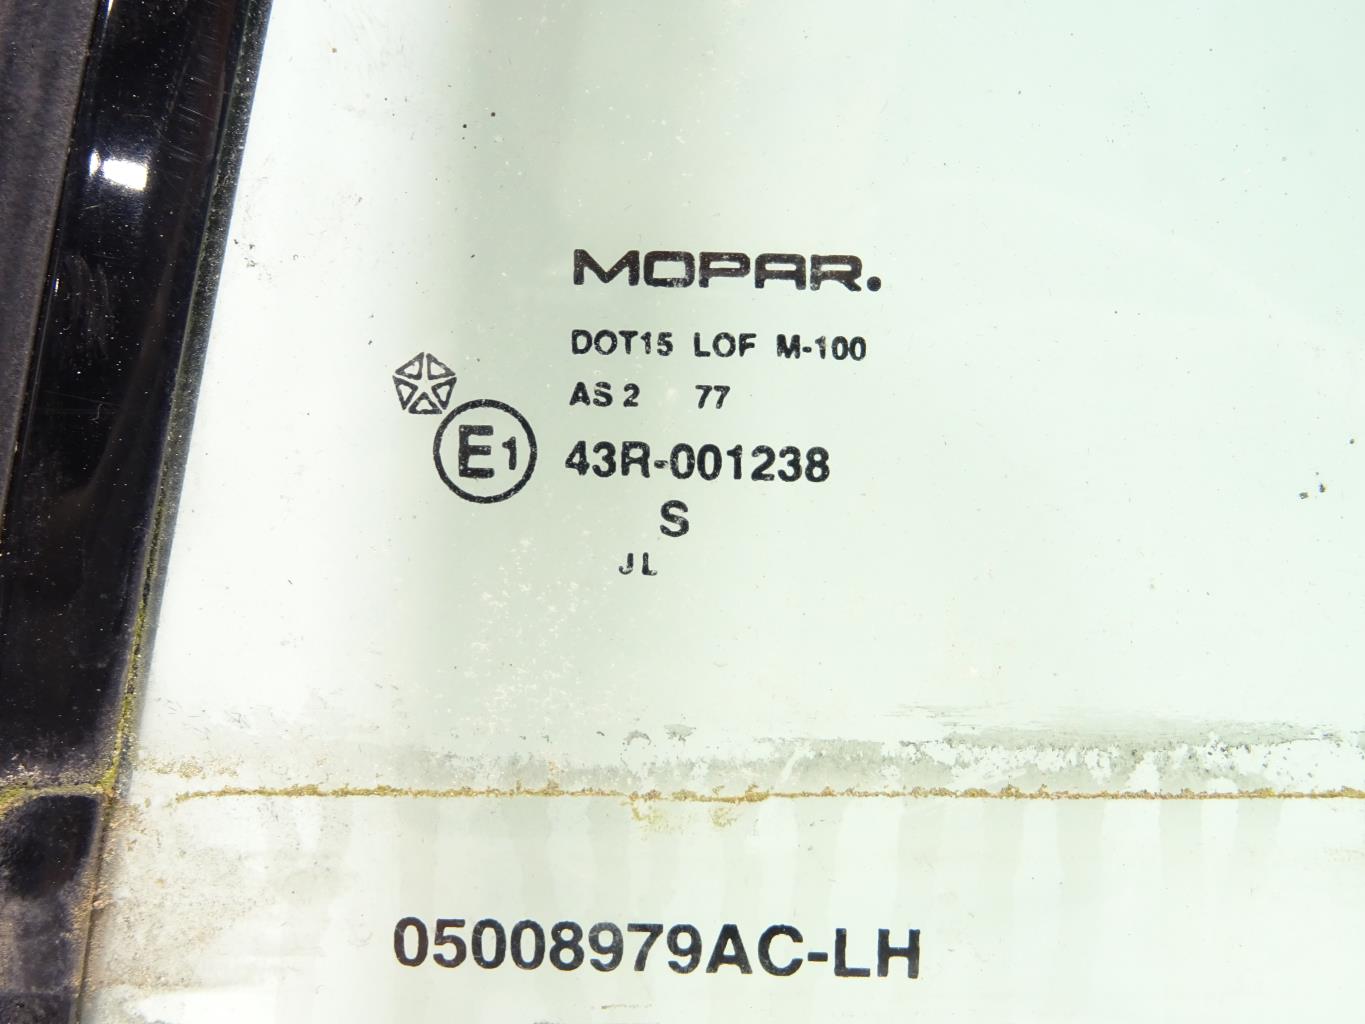 MOPAR.
DOT15 LOF M-100
AS 2 77
E1 43R-001238
S
JL
05008979AC-LH